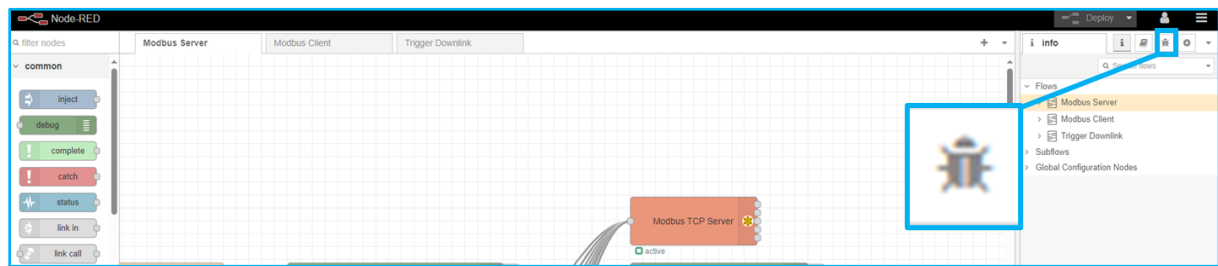 Node-RED
Deploy
filter nodes
Modbus Server
Modbus Client
Trigger Downlink
i info
i
common
Search flows
inject
debug
complete
catch
status
link in
link call
Flows
Modbus Server
Modbus Client
Trigger Downlink
Subflows
Global Configuration Nodes
Modbus TCP Server
active